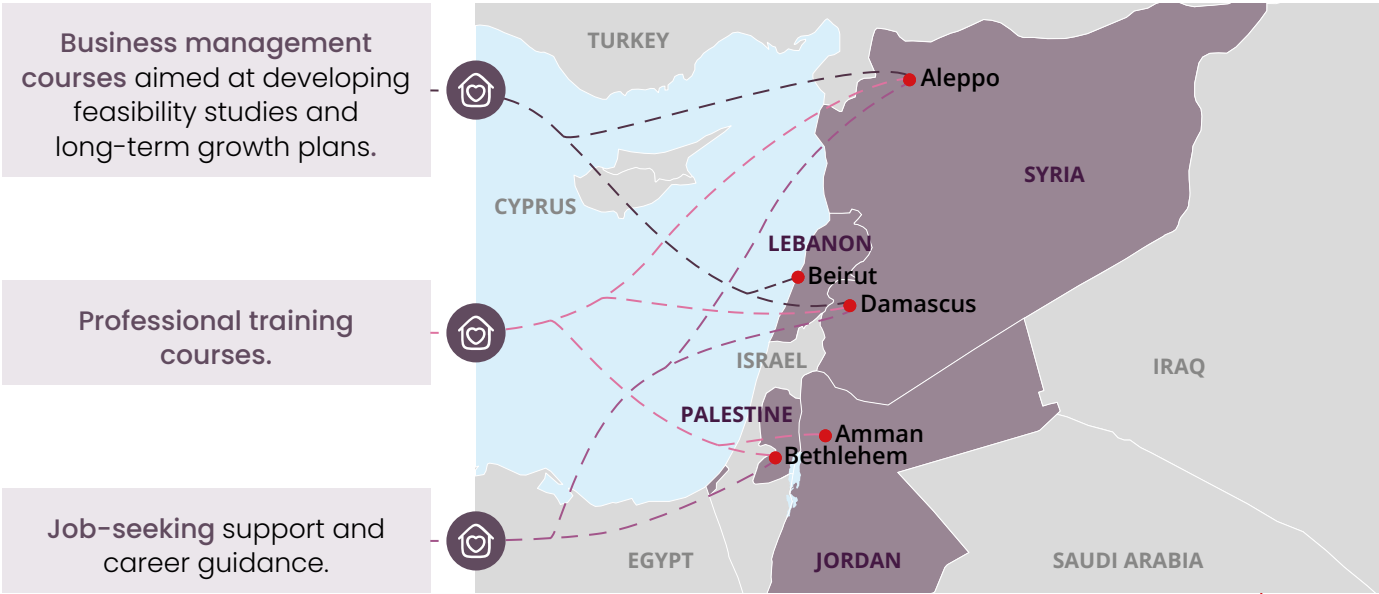 Business management
courses aimed at developing
feasibility studies and
long-term growth plans.
Professional training
courses.
Job-seeking support and
career guidance.
TURKEY
Aleppo
SYRIA
CYPRUS
LEBANON
Beirut
Damascus
ISRAEL
IRAQ
PALESTINE
Amman
Bethlehem
EGYPT
JORDAN
SAUDI ARABIA